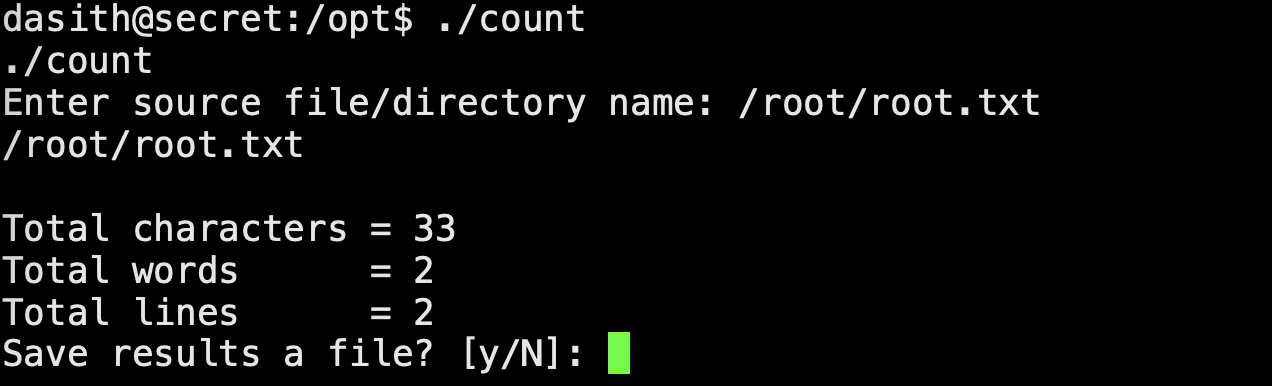 dasith@secret:/opt$ ./count
./count
Enter source file/directory name: /root/root.txt
/root/root.txt

Total characters = 33
Total words      = 2
Total lines      = 2
Save results a file? [y/N]: